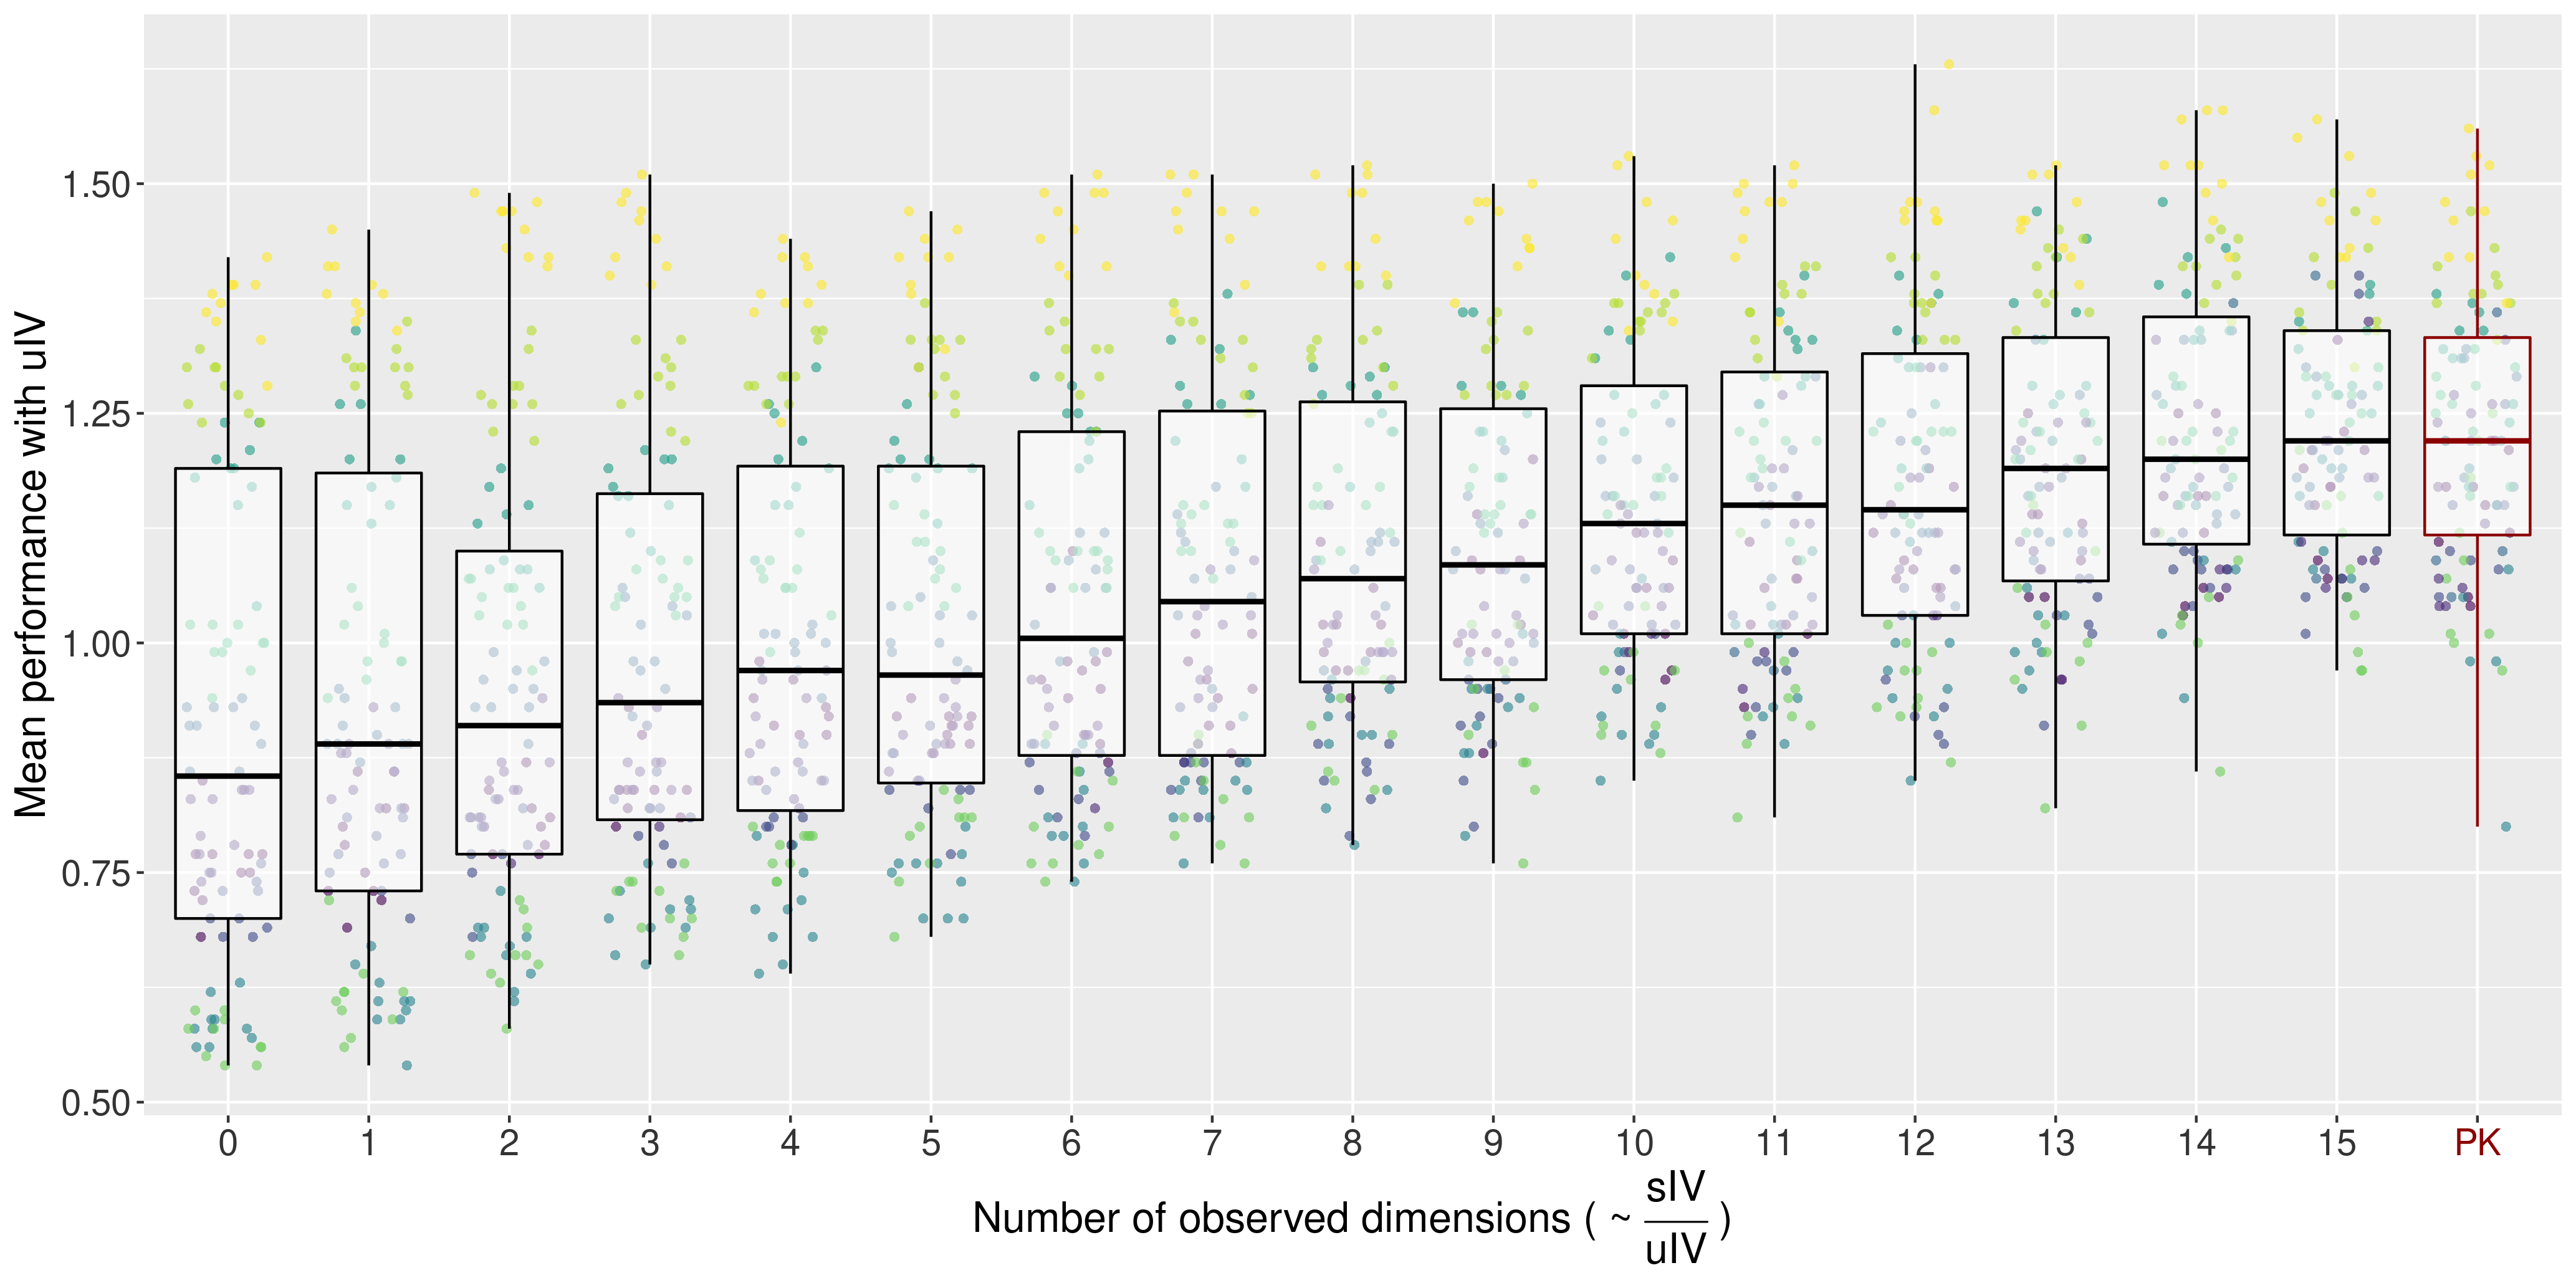 Mean performance with uIV
1.50
1.25
1.00
0.75
0.50
0 1 2 3 4 5 6 7 8 9 10 11 12 13 14 15 PK
sIV
Number of observed dimensions ( ~ )
uIV